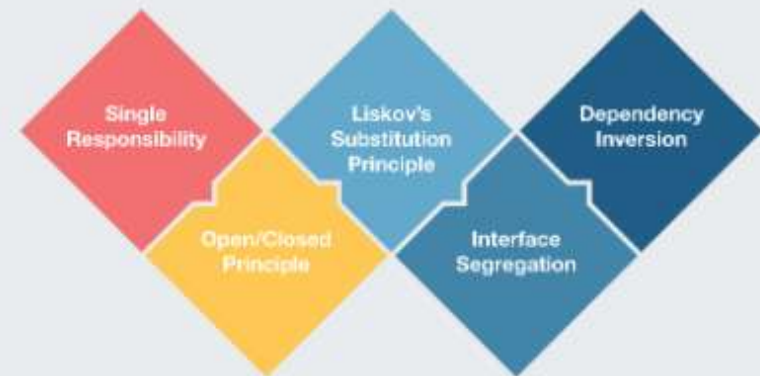 Single
Responsibility
Open/Closed
Principle
Liskov's
Substitution
Principle
Interface
Segregation
Dependency
Inversion